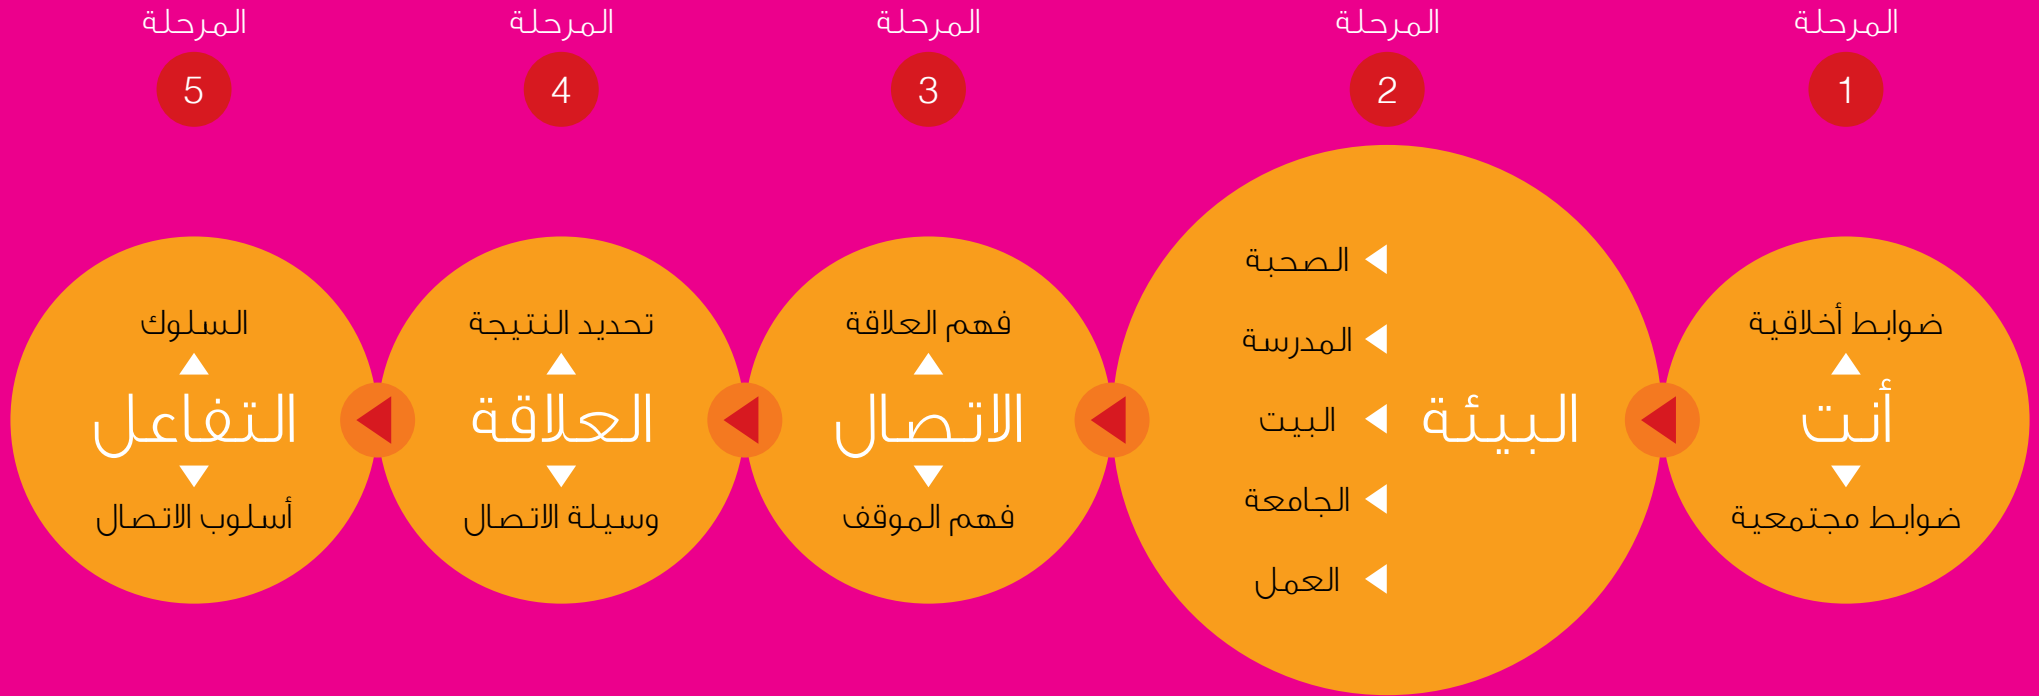 المرحلة
1
ضوابط أخلاقية
أنت
ضوابط مجتمعية
المرحلة
2
البيئة
الصحبة
المدرسة
البيت
الجامعة
العمل
المرحلة
3
فهم العلاقة
الاتصال
فهم الموقف
المرحلة
4
تحديد النتيجة
العلاقة
وسيلة الاتصال
المرحلة
5
السلوك
التفاعل
أسلوب الاتصال